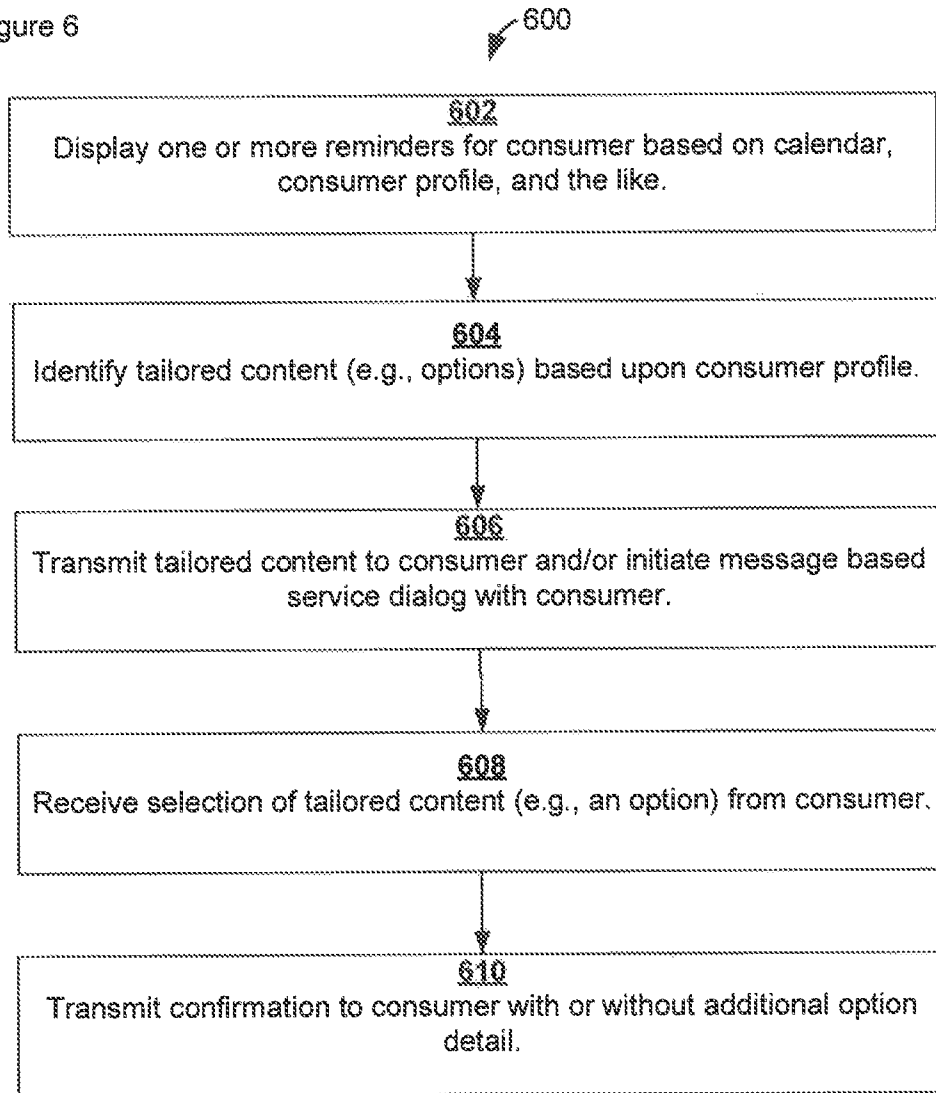 gure 6
600
602
Display one or more reminders for consumer based on calendar,
consumer profile, and the like.
604
Identify tailored content (e.g., options) based upon consumer profile.
606
Transmit tailored content to consumer and/or initiate message based
service dialog with consumer.
608
Receive selection of tailored content (e.g., an option) from consumer.
610
Transmit confirmation to consumer with or without additional option
detail.